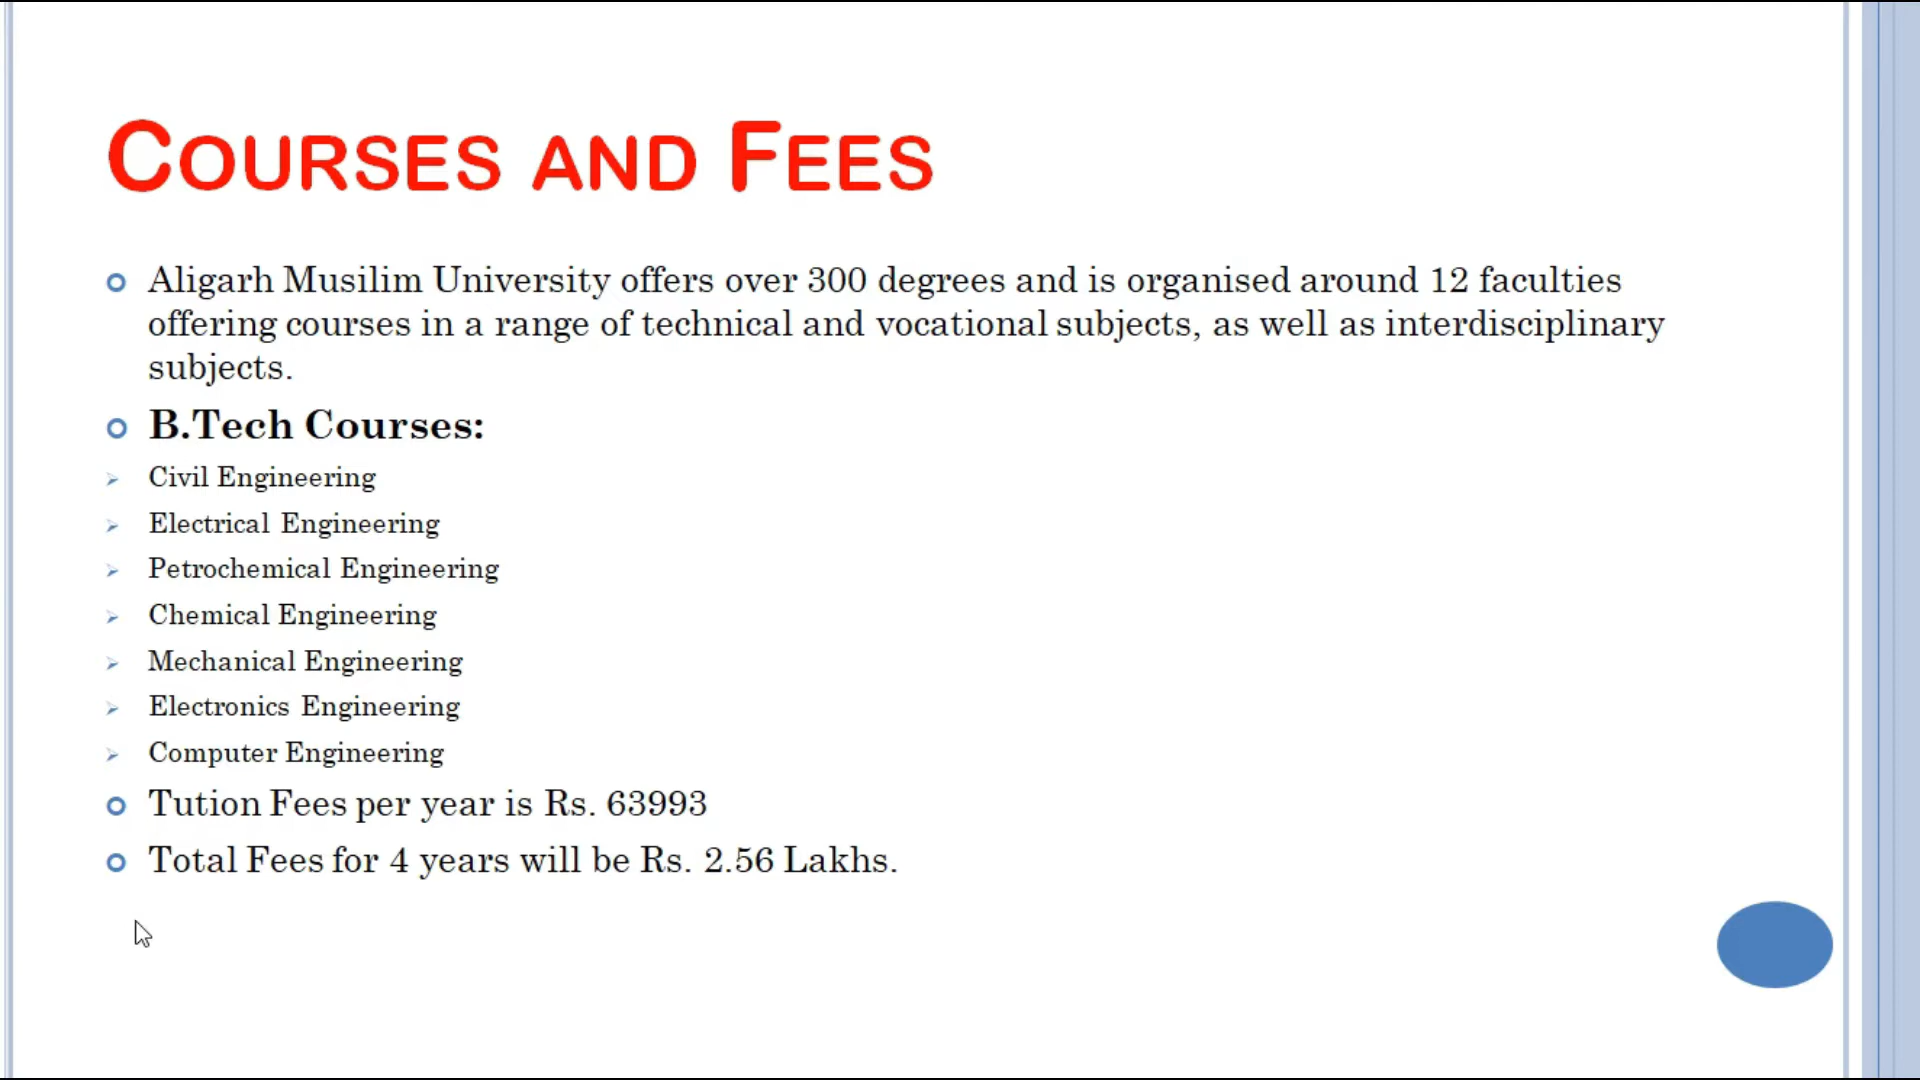 Courses and Fees
Aligarh Musilim University offers over 300 degrees and is organised around 12 faculties
offering courses in a range of technical and vocational subjects, as well as interdisciplinary
subjects.
B.Tech Courses:
Civil Engineering
Electrical Engineering
Petrochemical Engineering
Chemical Engineering
Mechanical Engineering
Electronics Engineering
Computer Engineering
Tution Fees per year is Rs. 63993
Total Fees for 4 years will be Rs. 2.56 Lakhs.